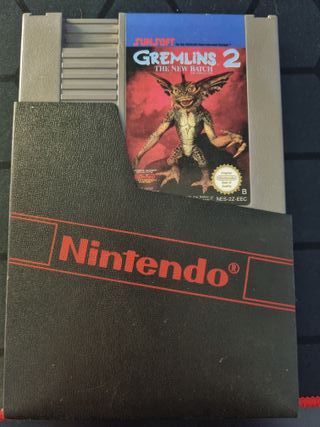 SUNSOFT
GREMLINS 2
THE NEW BATCH
B
NES-2Z-EEC
Nintendo®